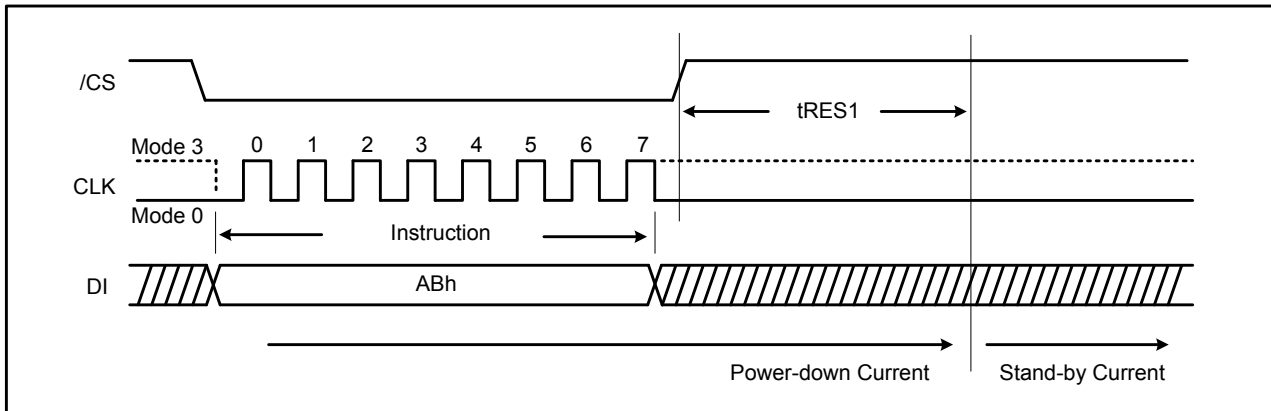 /CS
tRES1
Mode 3
0 1 2 3 4 5 6 7
CLK
Mode 0
Instruction
DI
ABh
Power-down Current
Stand-by Current